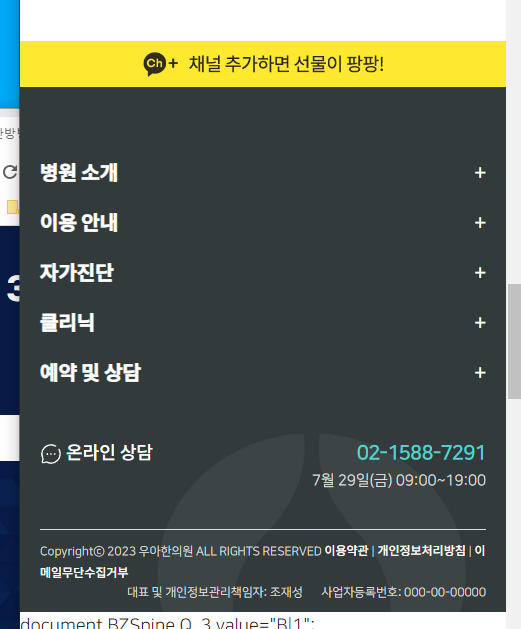 Ch+ 채널 추가하면 선물이 팡팡!
병원 소개 +
이용 안내 +
자가진단 +
클리닉 +
예약 및 상담 +
온라인 상담 02-1588-7291
7월 29일(금) 09:00~19:00
Copyrightⓒ 2023 우아한의원 ALL RIGHTS RESERVED 이용약관 | 개인정보처리방침 | 이
메일무단수집거부
대표 및 개인정보관리책임자: 조재성 사업자등록번호: 000-00-00000
document.BZSpine.Q_3.value="B|1";